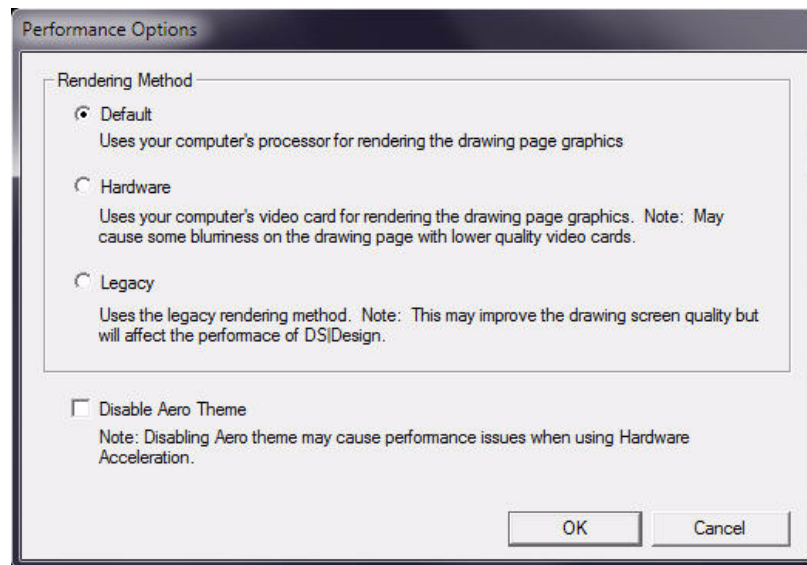 Performance Options
Rendering Method
Default
Uses your computer's processor for rendering the drawing page graphics
Hardware
Uses your computer's video card for rendering the drawing page graphics.  Note:  May
cause some blurriness on the drawing page with lower quality video cards.
Legacy
Uses the legacy rendering method.  Note:  This may improve the drawing screen quality but
will affect the performace of DS|Design.
Disable Aero Theme
Note: Disabling Aero theme may cause performance issues when using Hardware
Acceleration.
OK Cancel